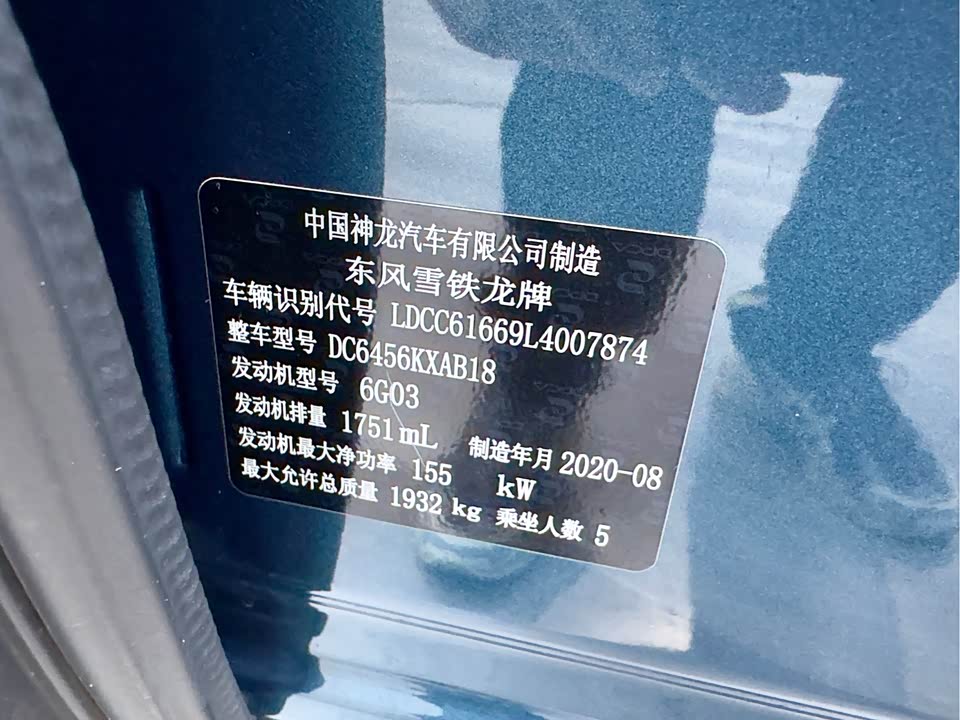 中国神龙汽车有限公司制造
东风雪铁龙牌
车辆识别代号 LDCC61669L4007874
整车型号 DC6456KXAB18
发动机型号 6G03
发动机排量 1751mL 制造年月 2020-08
发动机最大净功率 155 kW
最大允许总质量 1932 kg 乘坐人数 5